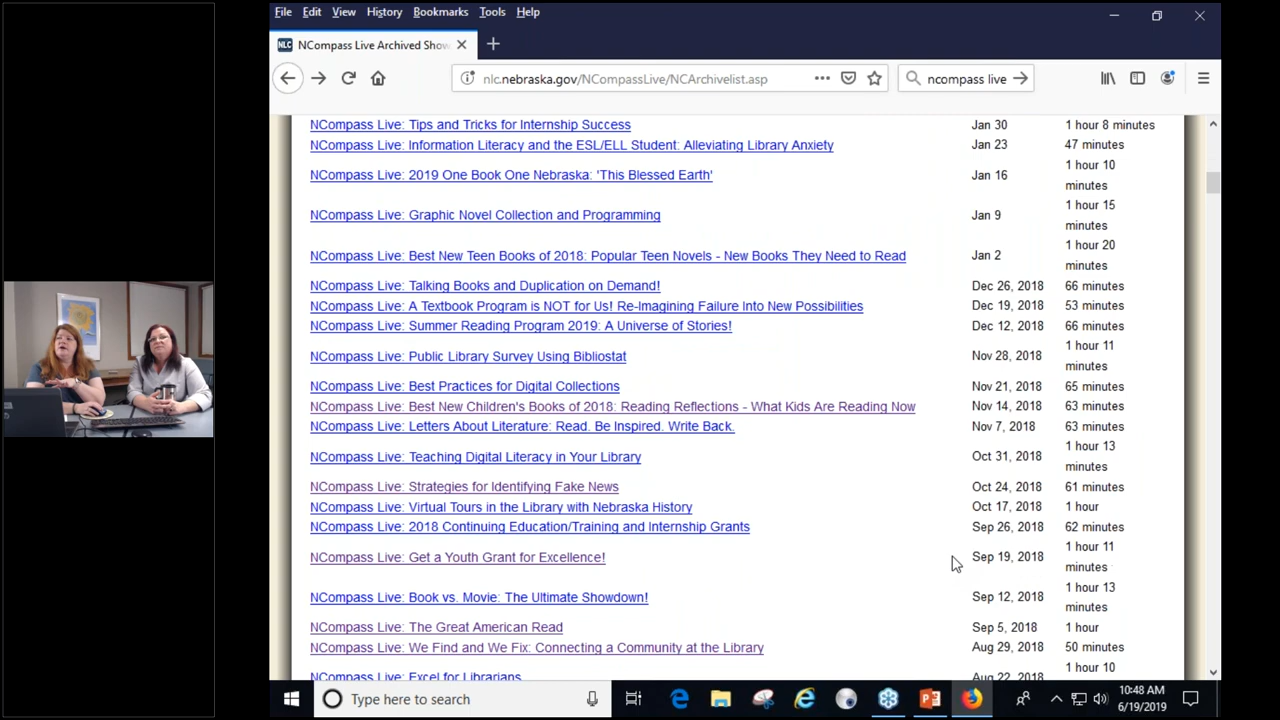 File Edit View History Bookmarks Tools Help
NLC NCompass Live Archived Show
nlc.nebraska.gov/NCompassLive/NCArchivelist.asp ncompass live
NCompass Live: Tips and Tricks for Internship Success Jan 30 1 hour 8 minutes
NCompass Live: Information Literacy and the ESL/ELL Student: Alleviating Library Anxiety Jan 23 47 minutes
NCompass Live: 2019 One Book One Nebraska: 'This Blessed Earth' Jan 16 1 hour 10
minutes
NCompass Live: Graphic Novel Collection and Programming Jan 9 1 hour 15
minutes
NCompass Live: Best New Teen Books of 2018: Popular Teen Novels - New Books They Need to Read Jan 2 1 hour 20
minutes
NCompass Live: Talking Books and Duplication on Demand! Dec 26, 2018 66 minutes
NCompass Live: A Textbook Program is NOT for Us! Re-Imagining Failure Into New Possibilities Dec 19, 2018 53 minutes
NCompass Live: Summer Reading Program 2019: A Universe of Stories! Dec 12, 2018 66 minutes
NCompass Live: Public Library Survey Using Bibliostat Nov 28, 2018 1 hour 11
minutes
NCompass Live: Best Practices for Digital Collections Nov 21, 2018 65 minutes
NCompass Live: Best New Children's Books of 2018: Reading Reflections - What Kids Are Reading Now Nov 14, 2018 63 minutes
NCompass Live: Letters About Literature: Read. Be Inspired. Write Back. Nov 7, 2018 63 minutes
NCompass Live: Teaching Digital Literacy in Your Library Oct 31, 2018 1 hour 13
minutes
NCompass Live: Strategies for Identifying Fake News Oct 24, 2018 61 minutes
NCompass Live: Virtual Tours in the Library with Nebraska History Oct 17, 2018 1 hour
NCompass Live: 2018 Continuing Education/Training and Internship Grants Sep 26, 2018 62 minutes
NCompass Live: Get a Youth Grant for Excellence! Sep 19, 2018 1 hour 11
minutes
NCompass Live: Book vs. Movie: The Ultimate Showdown! Sep 12, 2018 1 hour 13
minutes
NCompass Live: The Great American Read Sep 5, 2018 1 hour
NCompass Live: We Find and We Fix: Connecting a Community at the Library Aug 29, 2018 50 minutes
NCompass Live: Excel for Librarians Aug 22, 2018 1 hour 10
Type here to search 10:48 AM
6/19/2019